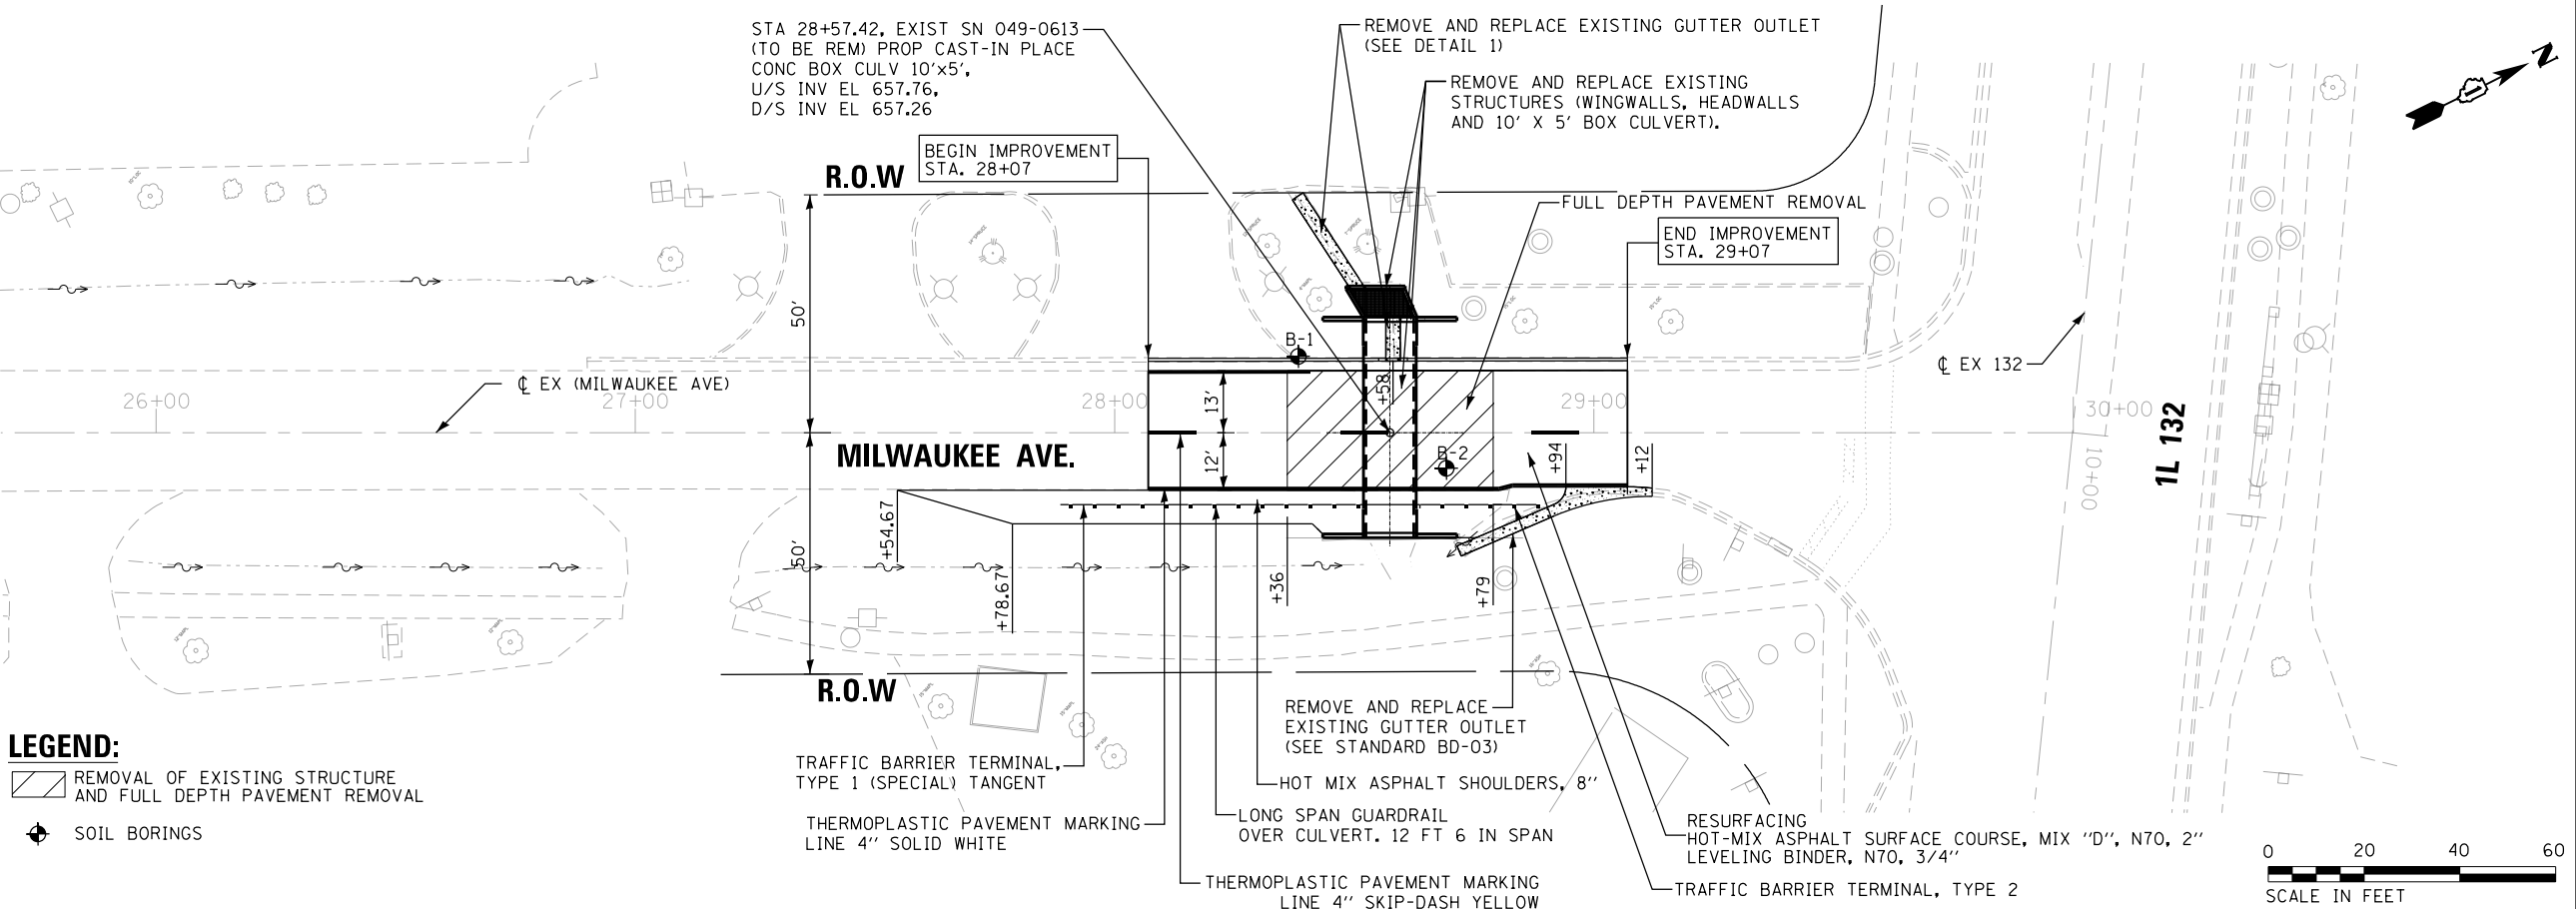 STA 28+57.42, EXIST SN 049-0613
(TO BE REM) PROP CAST-IN PLACE
CONC BOX CULV 10'x5',
U/S INV EL 657.76,
D/S INV EL 657.26
REMOVE AND REPLACE EXISTING GUTTER OUTLET
(SEE DETAIL 1)
REMOVE AND REPLACE EXISTING
STRUCTURES (WINGWALLS, HEADWALLS
AND 10' X 5' BOX CULVERT).
N
BEGIN IMPROVEMENT
STA. 28+07
R.O.W
FULL DEPTH PAVEMENT REMOVAL
END IMPROVEMENT
STA. 29+07
50'
B-1
℄ EX (MILWAUKEE AVE)
℄ EX 132
26+00
27+00
28+00
13'
+58
29+00
30+00
10+00
1L 132
MILWAUKEE AVE.
12'
B-2
+94
+12
+54.67
50'
+78.67
+36
+79
R.O.W
REMOVE AND REPLACE
EXISTING GUTTER OUTLET
(SEE STANDARD BD-03)
LEGEND:
REMOVAL OF EXISTING STRUCTURE
AND FULL DEPTH PAVEMENT REMOVAL
SOIL BORINGS
TRAFFIC BARRIER TERMINAL,
TYPE 1 (SPECIAL) TANGENT
HOT MIX ASPHALT SHOULDERS, 8"
THERMOPLASTIC PAVEMENT MARKING
LINE 4" SOLID WHITE
LONG SPAN GUARDRAIL
OVER CULVERT. 12 FT 6 IN SPAN
RESURFACING
HOT-MIX ASPHALT SURFACE COURSE, MIX "D", N70, 2"
LEVELING BINDER, N70, 3/4"
THERMOPLASTIC PAVEMENT MARKING
LINE 4" SKIP-DASH YELLOW
TRAFFIC BARRIER TERMINAL, TYPE 2
0 20 40 60
SCALE IN FEET